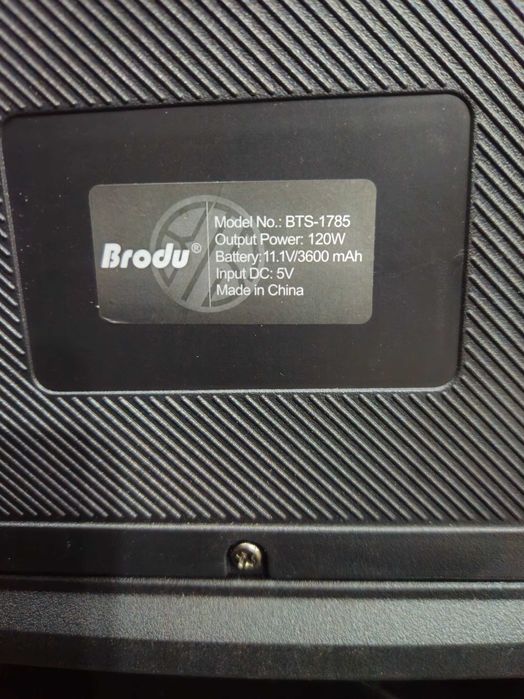 Brodu®
Model No.: BTS-1785
Output Power: 120W
Battery:11.1V/3600 mAh
Input DC: 5V
Made in China